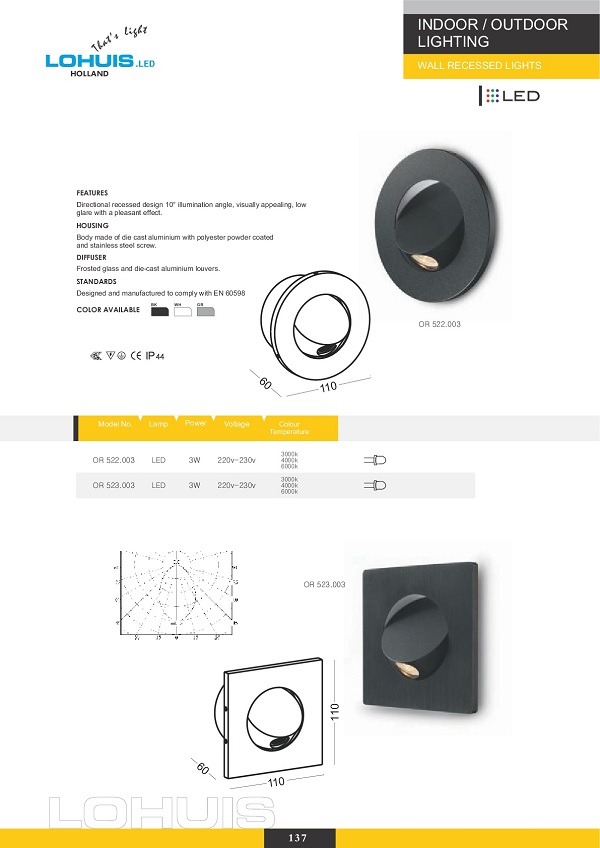 That's light
LOHUIS.LED
HOLLAND
INDOOR / OUTDOOR
LIGHTING
WALL RECESSED LIGHTS
LED
FEATURES
Directional recessed design 10° illumination angle, visually appealing, low
glare with a pleasant effect.
HOUSING
Body made of die cast aluminium with polyester powder coated
and stainless steel screw.
DIFFUSER
Frosted glass and die-cast aluminium louvers.
STANDARDS
Designed and manufactured to comply with EN 60598
COLOR AVAILABLE BK WH GR
OR 522.003
CE IP44
60
110
Model No. Lamp Power Voltage Colour
Temperature
OR 522.003 LED 3W 220v-230v 3000k
4000k
6000k
OR 523.003 LED 3W 220v-230v 3000k
4000k
6000k
OR 523.003
110
60
110
LOHUIS
137